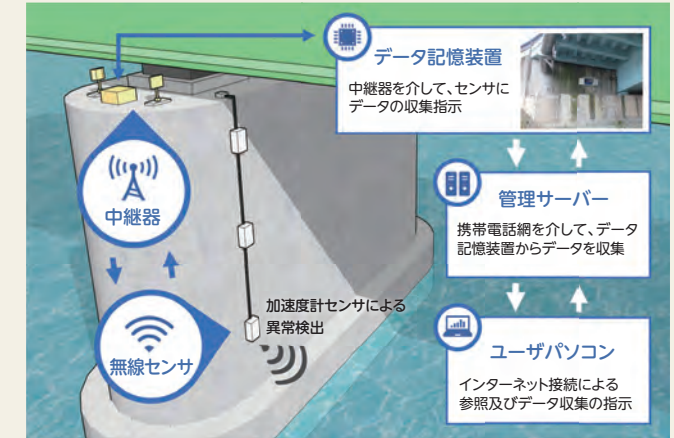 データ記憶装置
中継器を介して、センサに
データの収集指示
中継器
管理サーバー
携帯電話網を介して、データ
記憶装置からデータを収集
加速度計センサによる
異常検出
無線センサ
ユーザパソコン
インターネット接続による
参照及びデータ収集の指示